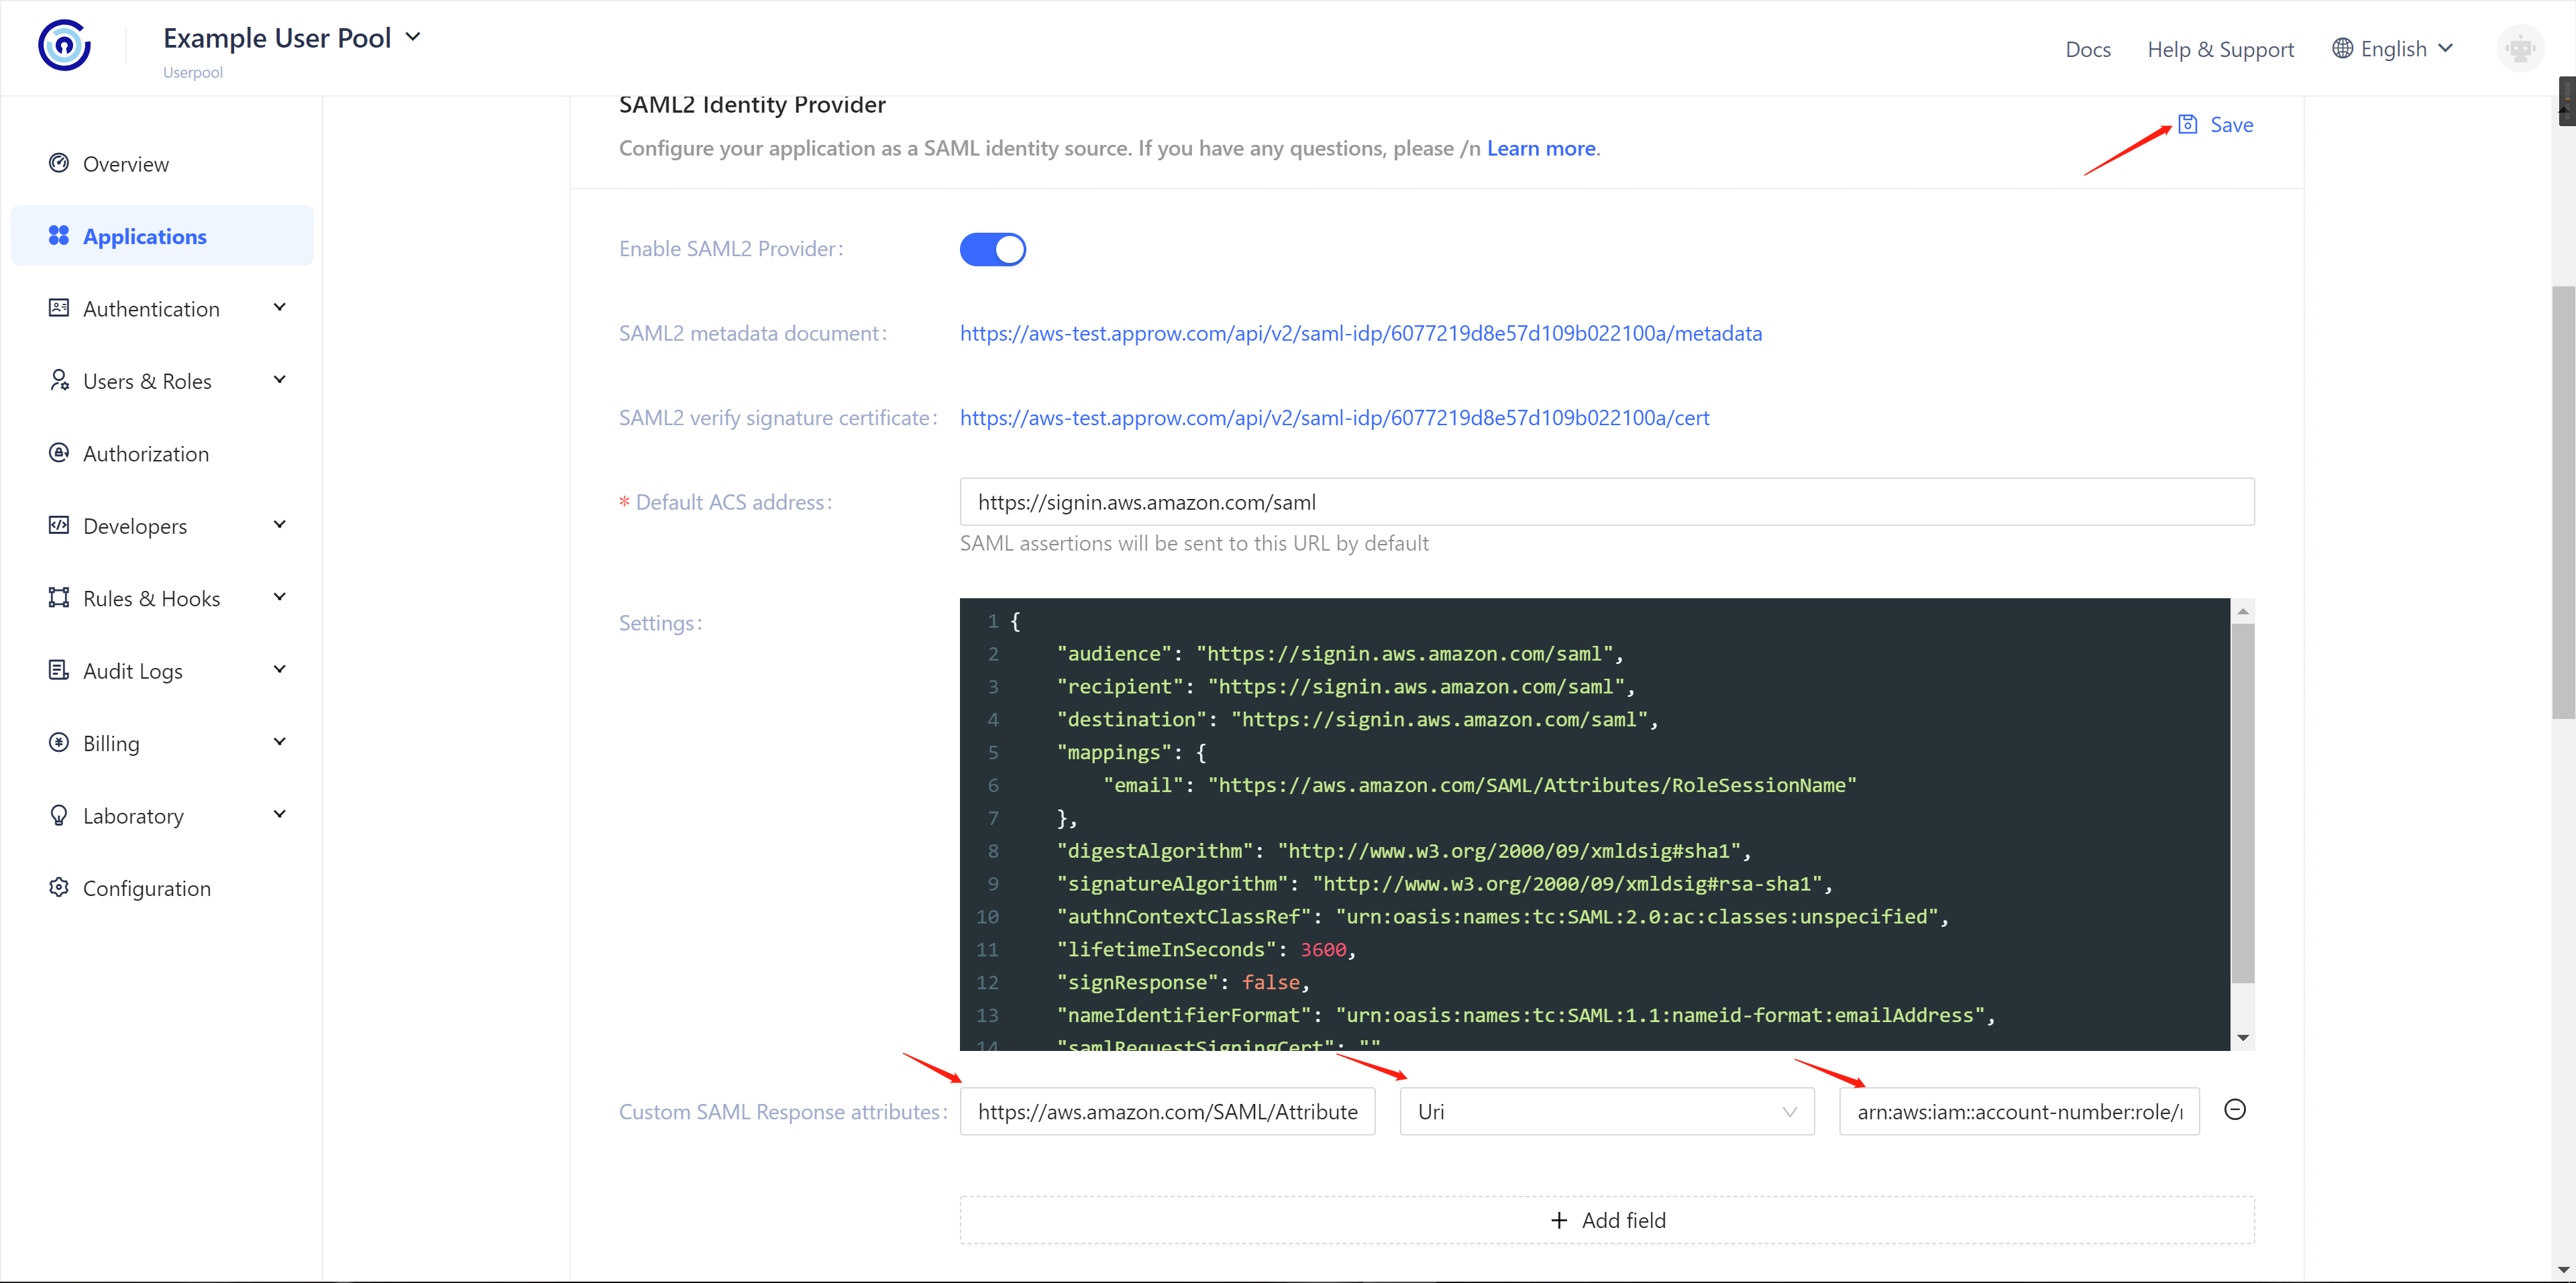 Example User Pool
Userpool
Docs
Help & Support
English
Overview
Applications
Authentication
Users & Roles
Authorization
Developers
Rules & Hooks
Audit Logs
Billing
Laboratory
Configuration
SAML2 Identity Provider
Save
Configure your application as a SAML identity source. If you have any questions, please /n Learn more.
Enable SAML2 Provider:
SAML2 metadata document: https://aws-test.approw.com/api/v2/saml-idp/6077219d8e57d109b022100a/metadata
SAML2 verify signature certificate: https://aws-test.approw.com/api/v2/saml-idp/6077219d8e57d109b022100a/cert
* Default ACS address: https://signin.aws.amazon.com/saml
SAML assertions will be sent to this URL by default
Settings:
1 {
2 "audience": "https://signin.aws.amazon.com/saml",
3 "recipient": "https://signin.aws.amazon.com/saml",
4 "destination": "https://signin.aws.amazon.com/saml",
5 "mappings": {
6 "email": "https://aws.amazon.com/SAML/Attributes/RoleSessionName"
7 },
8 "digestAlgorithm": "http://www.w3.org/2000/09/xmldsig#sha1",
9 "signatureAlgorithm": "http://www.w3.org/2000/09/xmldsig#rsa-sha1",
10 "authnContextClassRef": "urn:oasis:names:tc:SAML:2.0:ac:classes:unspecified",
11 "lifetimeInSeconds": 3600,
12 "signResponse": false,
13 "nameIdentifierFormat": "urn:oasis:names:tc:SAML:1.1:nameid-format:emailAddress",
14 "samlRequestSigningCert": ""
Custom SAML Response attributes: https://aws.amazon.com/SAML/Attribute Uri arn:aws:iam::account-number:role/
+ Add field